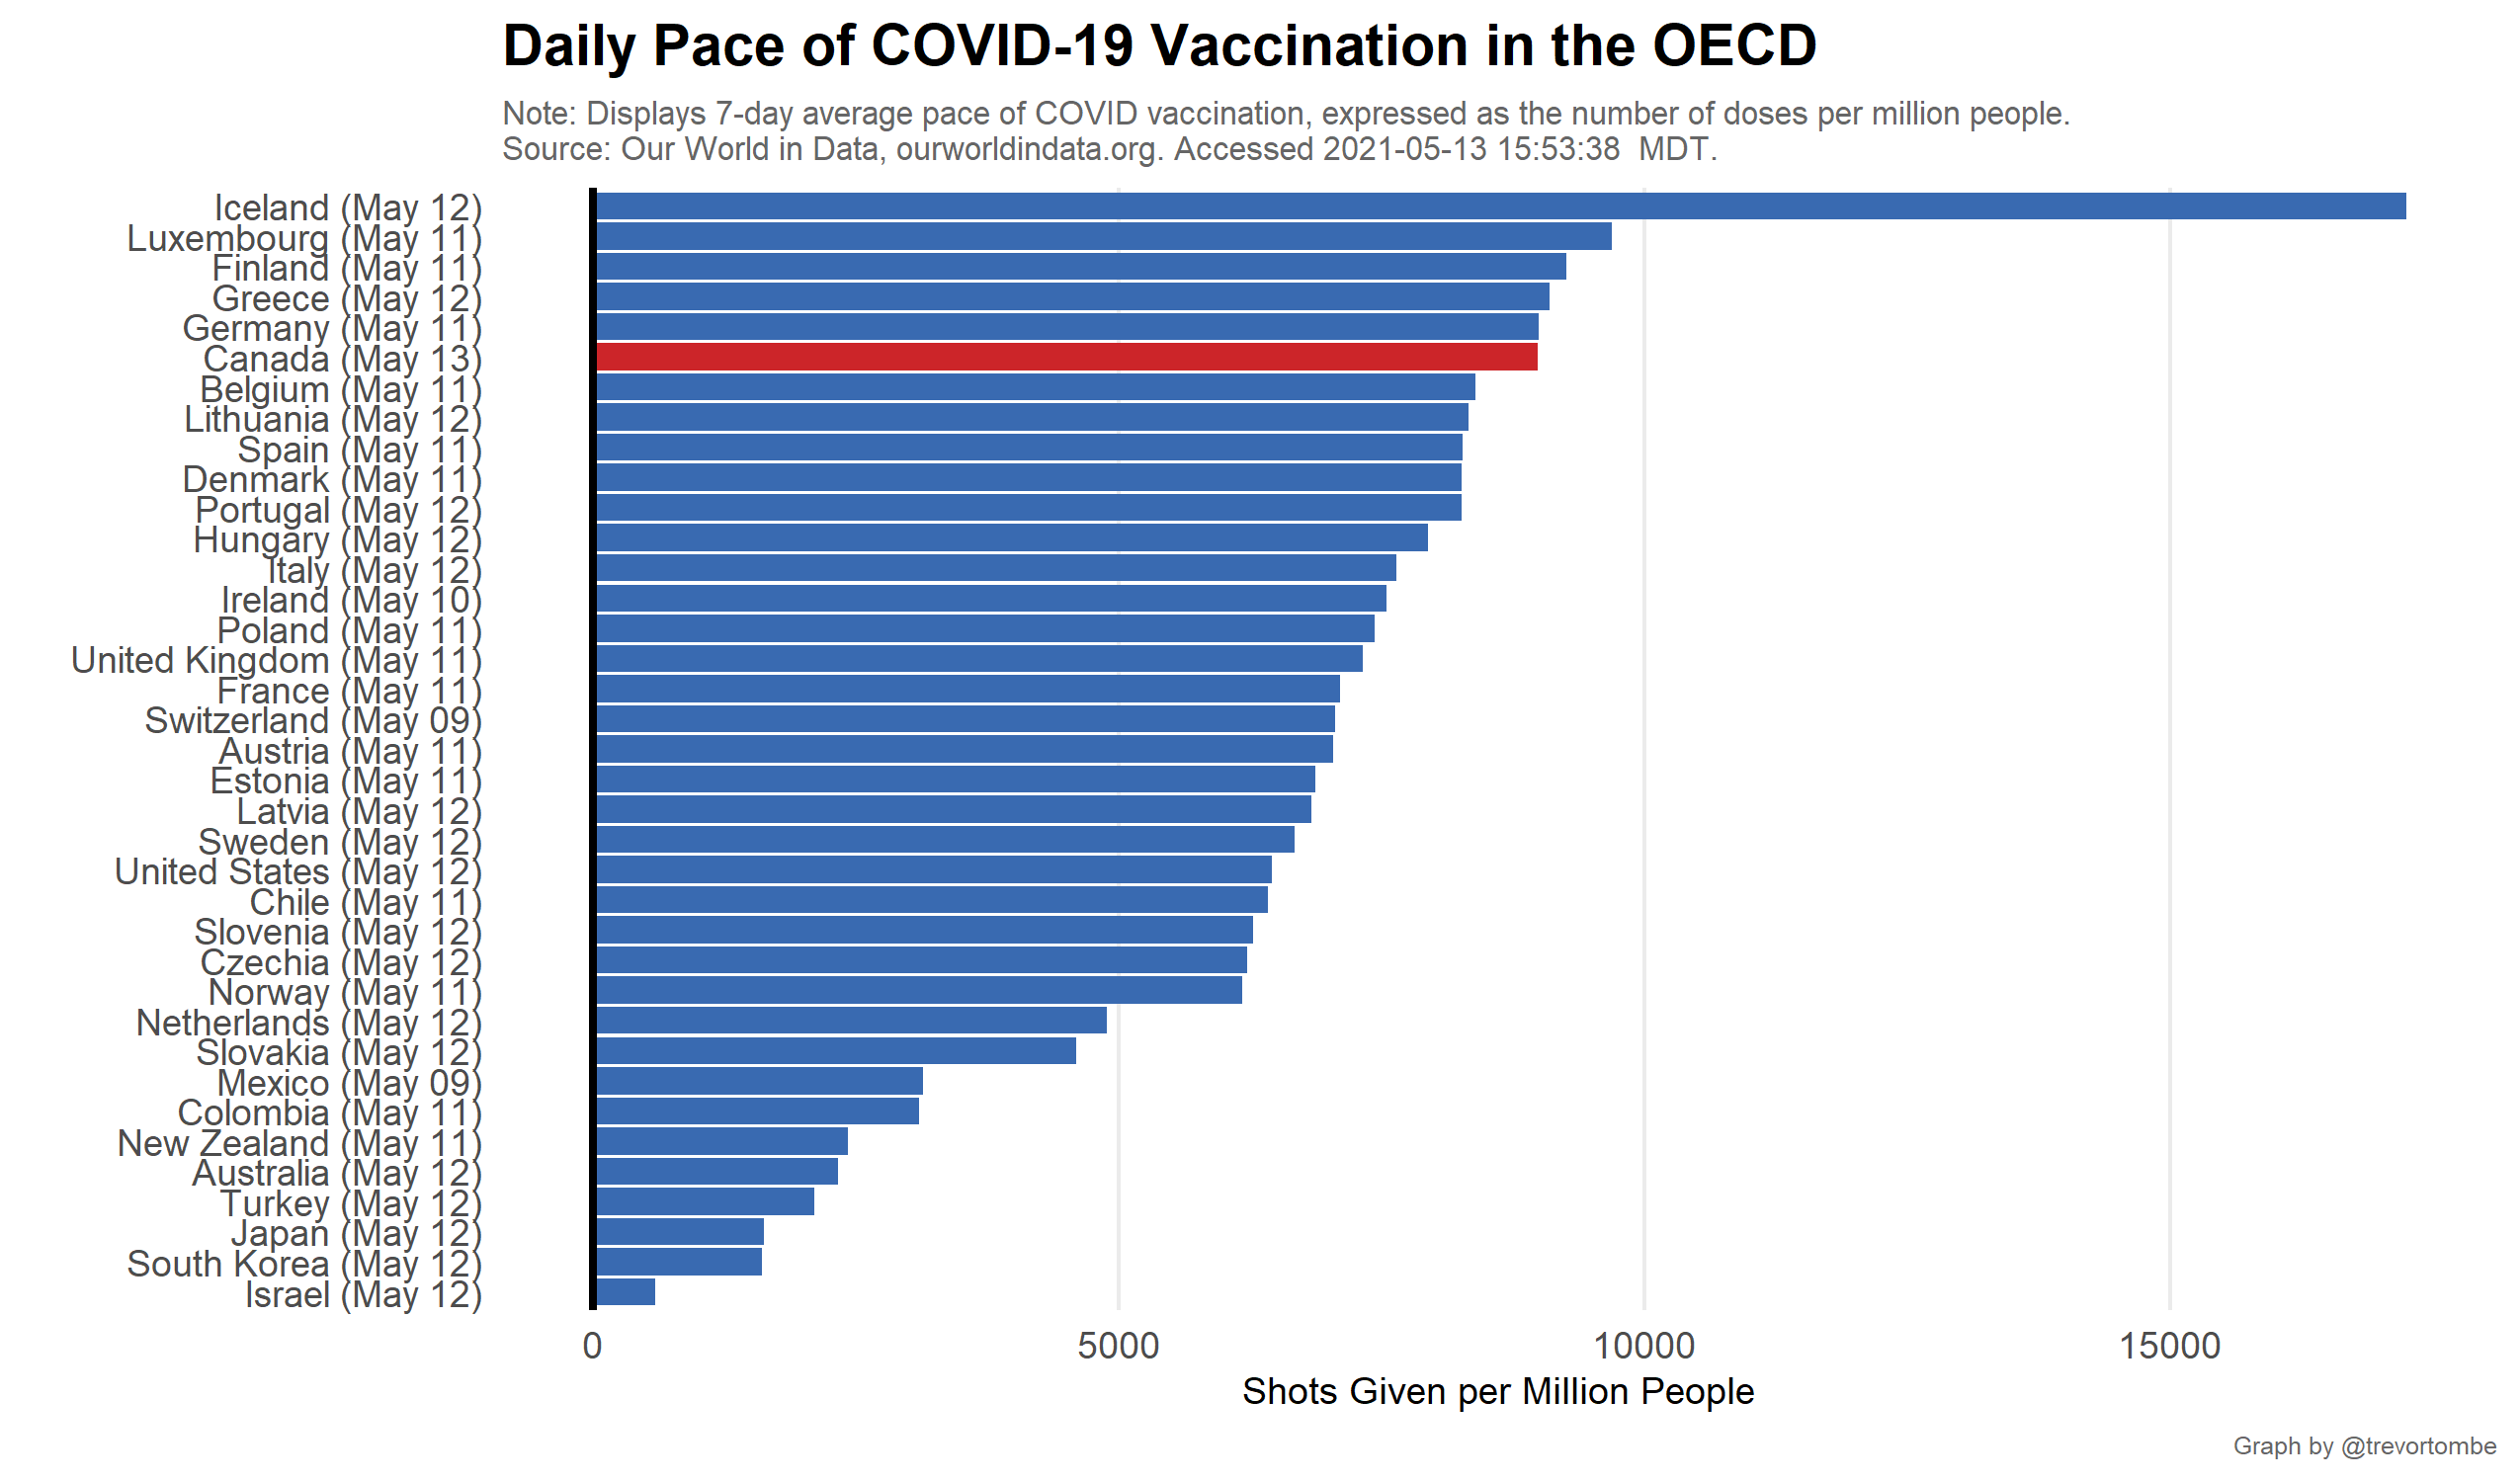 Daily Pace of COVID-19 Vaccination in the OECD
Note: Displays 7-day average pace of COVID vaccination, expressed as the number of doses per million people.
Source: Our World in Data, ourworldindata.org. Accessed 2021-05-13 15:53:38  MDT.
Iceland (May 12)
Luxembourg (May 11)
Finland (May 11)
Greece (May 12)
Germany (May 11)
Canada (May 13)
Belgium (May 11)
Lithuania (May 12)
Spain (May 11)
Denmark (May 11)
Portugal (May 12)
Hungary (May 12)
Italy (May 12)
Ireland (May 10)
Poland (May 11)
United Kingdom (May 11)
France (May 11)
Switzerland (May 09)
Austria (May 11)
Estonia (May 11)
Latvia (May 12)
Sweden (May 12)
United States (May 12)
Chile (May 11)
Slovenia (May 12)
Czechia (May 12)
Norway (May 11)
Netherlands (May 12)
Slovakia (May 12)
Mexico (May 09)
Colombia (May 11)
New Zealand (May 11)
Australia (May 12)
Turkey (May 12)
Japan (May 12)
South Korea (May 12)
Israel (May 12)
0 5000 10000 15000
Shots Given per Million People
Graph by @trevortombe